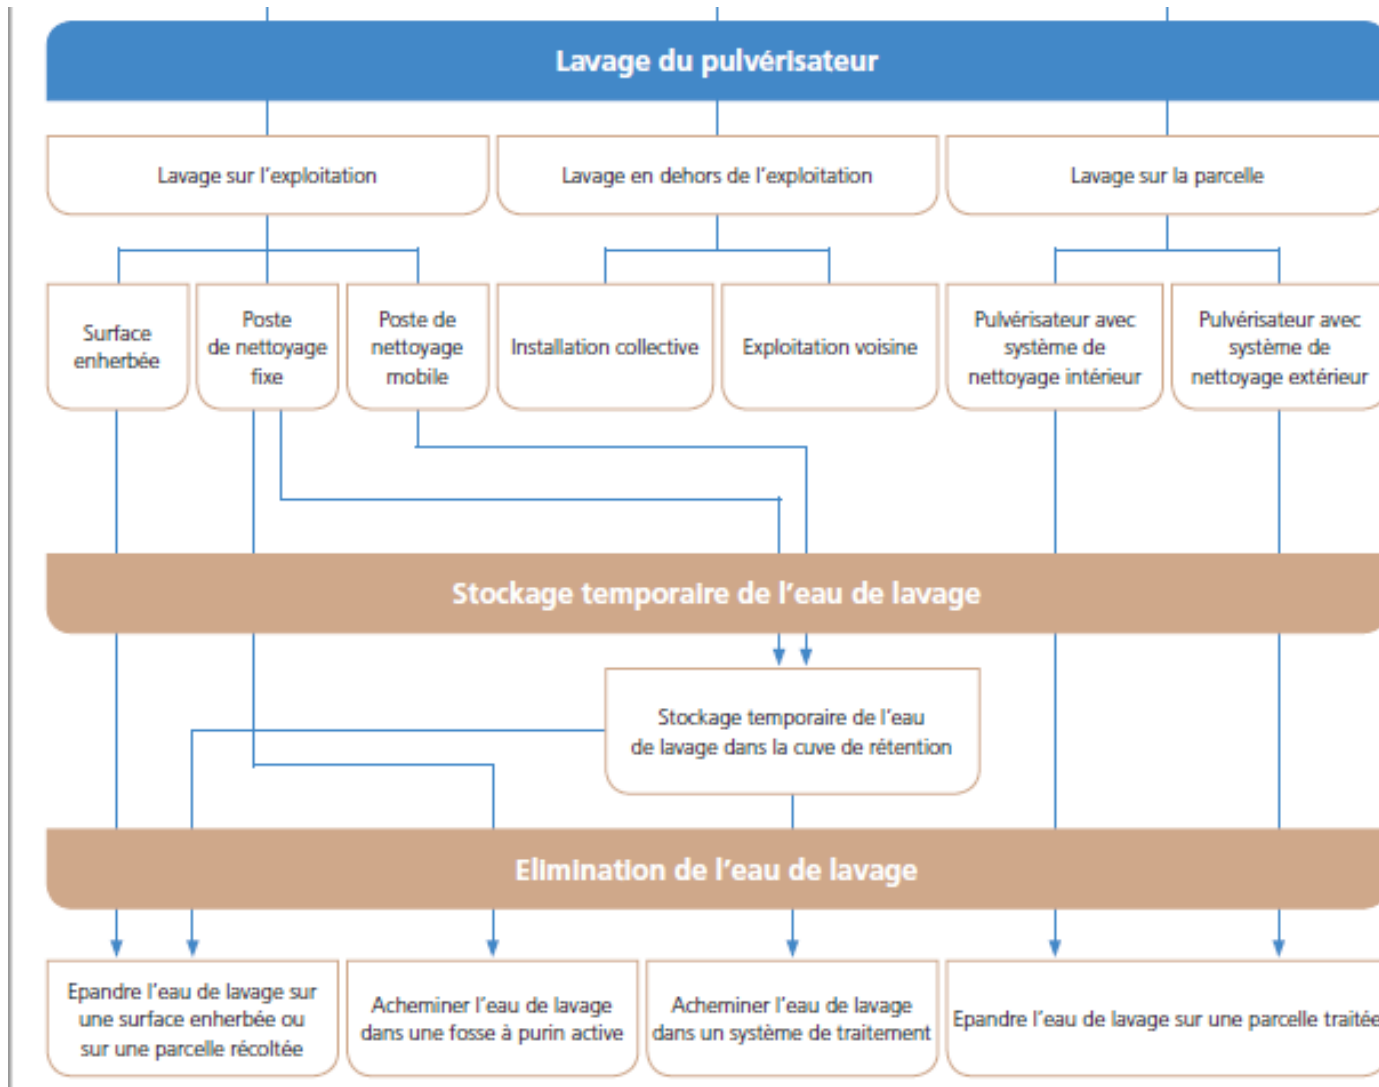 Lavage du pulvérisateur
Lavage sur l'exploitation
Lavage en dehors de l'exploitation
Lavage sur la parcelle
Surface
enherbée
Poste
de nettoyage
fixe
Poste de
nettoyage
mobile
Installation collective
Exploitation voisine
Pulvérisateur avec
système de
nettoyage intérieur
Pulvérisateur avec
système de
nettoyage extérieur
Stockage temporaire de l'eau de lavage
Stockage temporaire de l'eau
de lavage dans la cuve de rétention
Elimination de l'eau de lavage
Epandre l'eau de lavage sur
une surface enherbée ou
sur une parcelle récoltée
Acheminer l'eau de lavage
dans une fosse à purin active
Acheminer l'eau de lavage
dans un système de traitement
Epandre l'eau de lavage sur une parcelle traitée